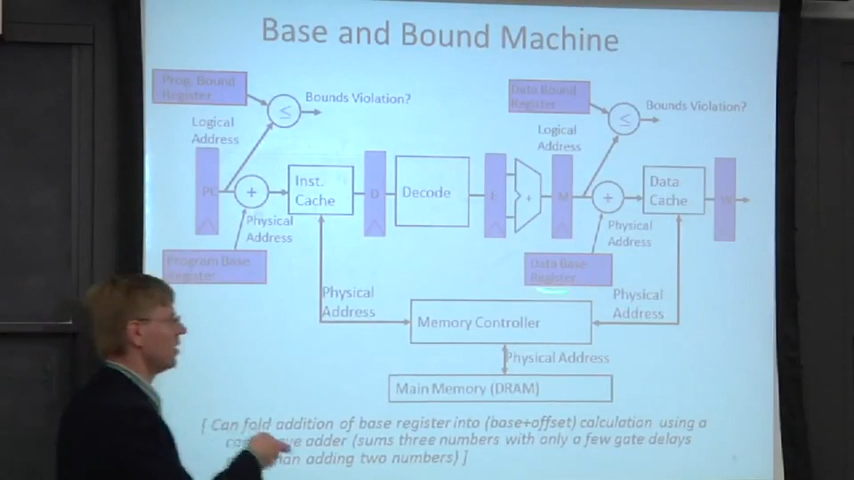 Base and Bound Machine
Prog. Bound
Register
≤
Bounds Violation?
Data Bound
Register
≤
Bounds Violation?
Logical
Address
Logical
Address
PC
+
Inst.
Cache
D
Decode
E
+
M
+
Data
Cache
W
Physical
Address
Physical
Address
Program Base
Register
Data Base
Register
Physical
Address
Physical
Address
Memory Controller
Physical Address
Main Memory (DRAM)
[ Can fold addition of base register into (base+offset) calculation using a
adder (sums three numbers with only a few gate delays
than adding two numbers) ]